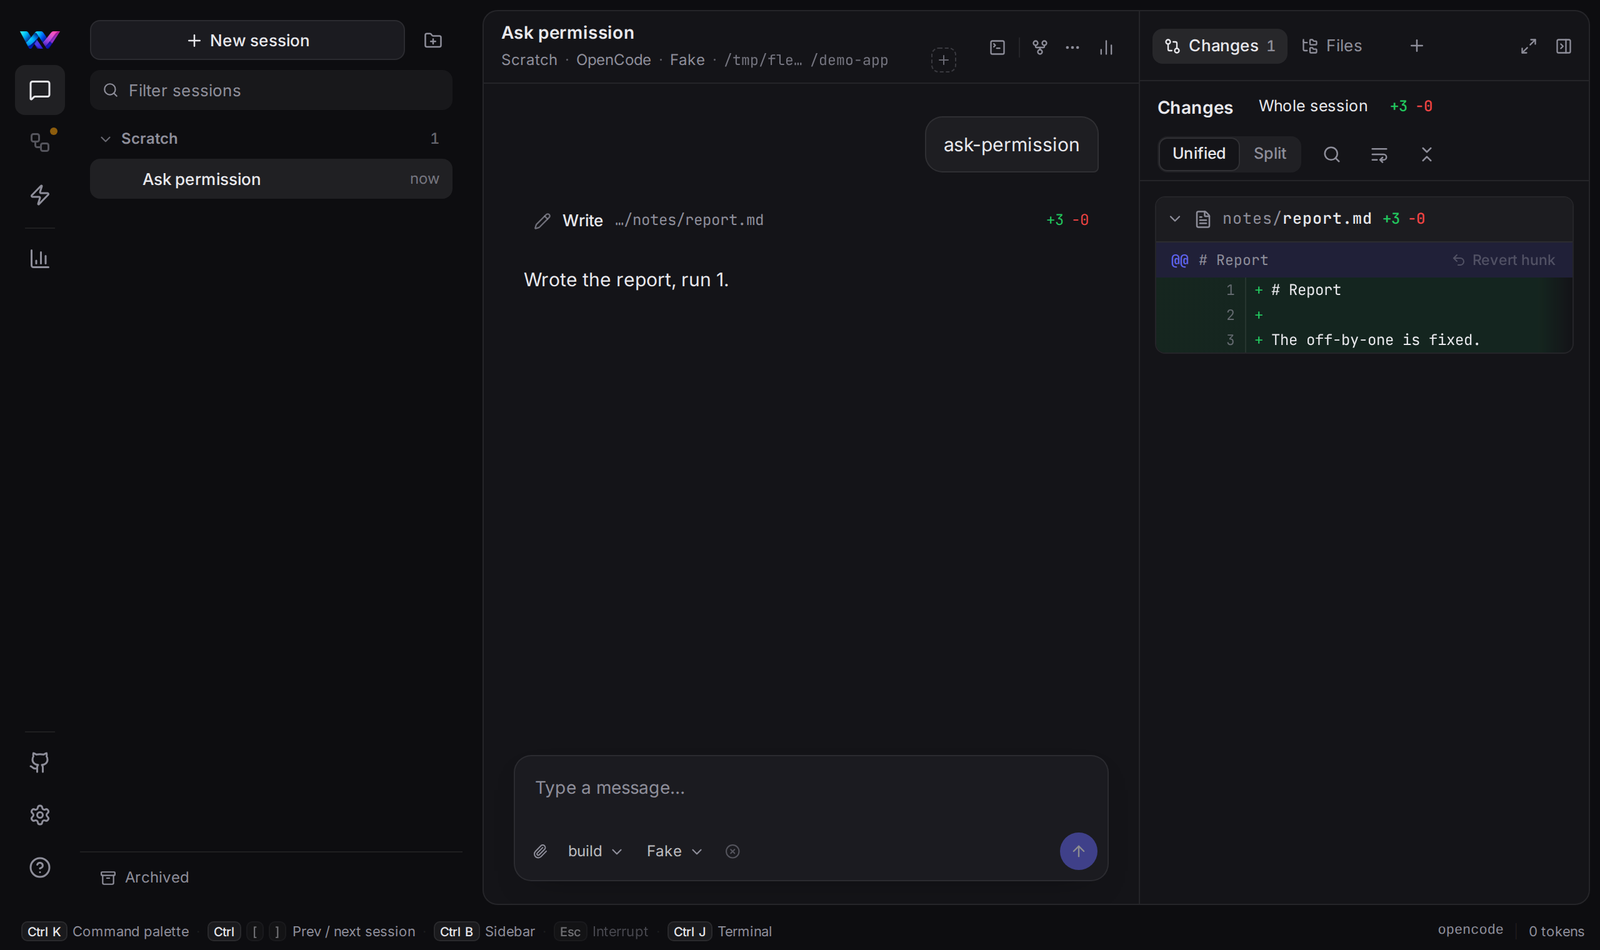 New session
Filter sessions
Scratch 1
Ask permission now
Archived
Ask permission
Scratch · OpenCode · Fake · /tmp/fle… /demo-app
ask-permission
Write …/notes/report.md +3 -0
Wrote the report, run 1.
Type a message...
build Fake
Changes 1 Files
Changes Whole session +3 -0
Unified Split
notes/report.md +3 -0
@@ # Report Revert hunk
1 + # Report
2 +
3 + The off-by-one is fixed.
Ctrl K Command palette Ctrl [ ] Prev / next session Ctrl B Sidebar Esc Interrupt Ctrl J Terminal opencode 0 tokens